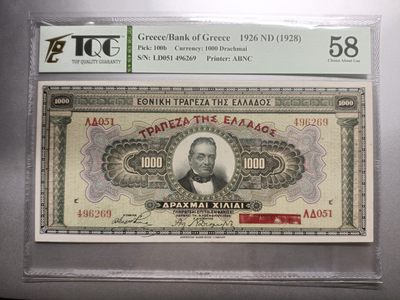 TQG
TOP QUALITY GUARANTY
Greece/Bank of Greece 1926 ND (1928)
Pick: 100b Currency: 1000 Drachmai
S/N: LD051 496269 Printer: ABNC
58
Choice About Unc
1000 ΕΘΝΙΚΗ ΤΡΑΠΕΖΑ ΤΗΣ ΕΛΛΑΔΟΣ 1000
ΤΡΑΠΕΖΑ ΤΗΣ ΕΛΛΑΔΟΣ
ΛΔ051 496269
1000 1000
ε ε
ΔΡΑΧΜΑΙ ΧΙΛΙΑΙ
496269 ΛΔ051